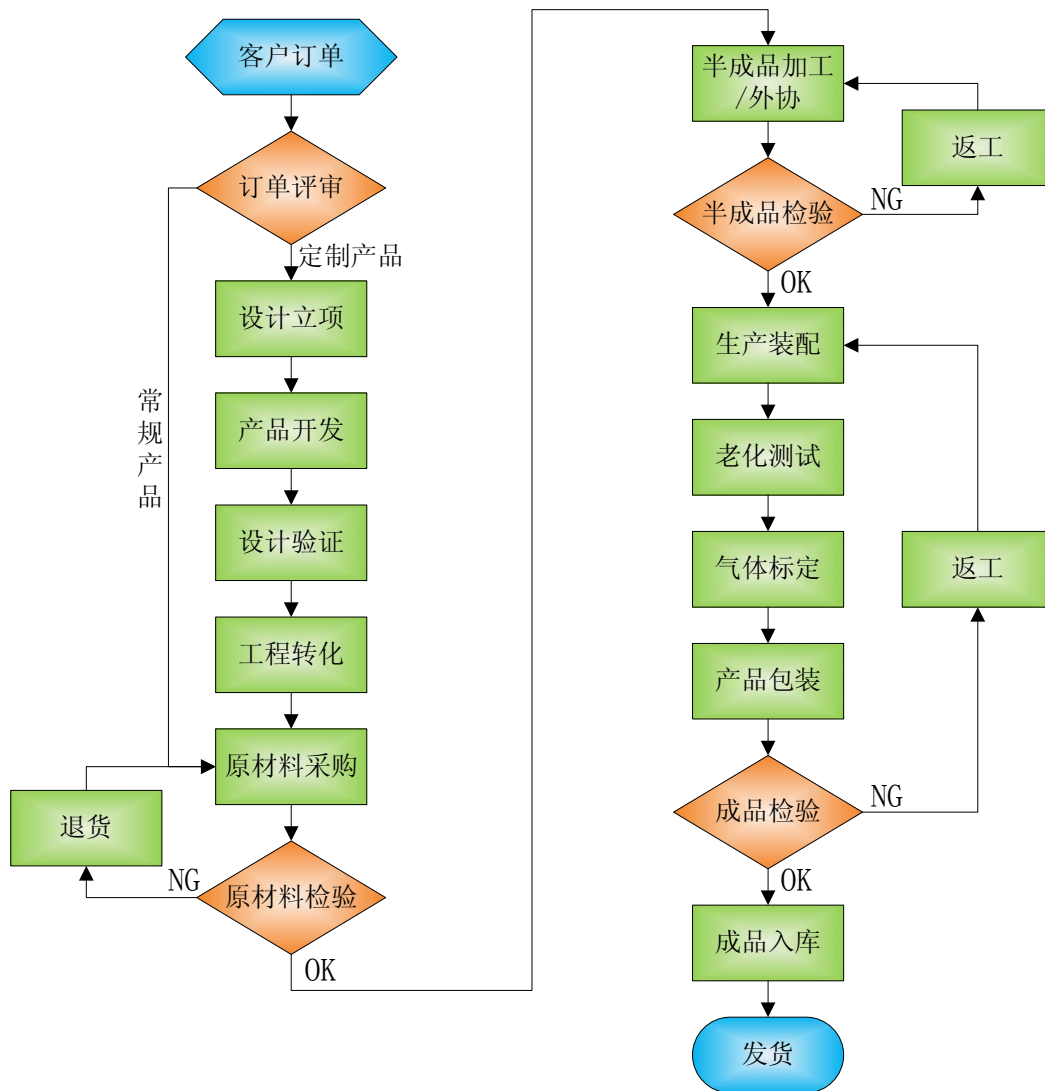 客户订单
订单评审
定制产品
常规产品
设计立项
产品开发
设计验证
工程转化
原材料采购
退货
NG
原材料检验
OK
半成品加工
/外协
返工
NG
半成品检验
OK
生产装配
老化测试
气体标定
返工
产品包装
成品检验
NG
OK
成品入库
发货